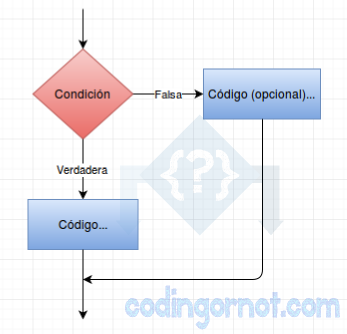 Condición
Falsa
Código (opcional)...
Verdadera
Código...
{?}
codingornot.com